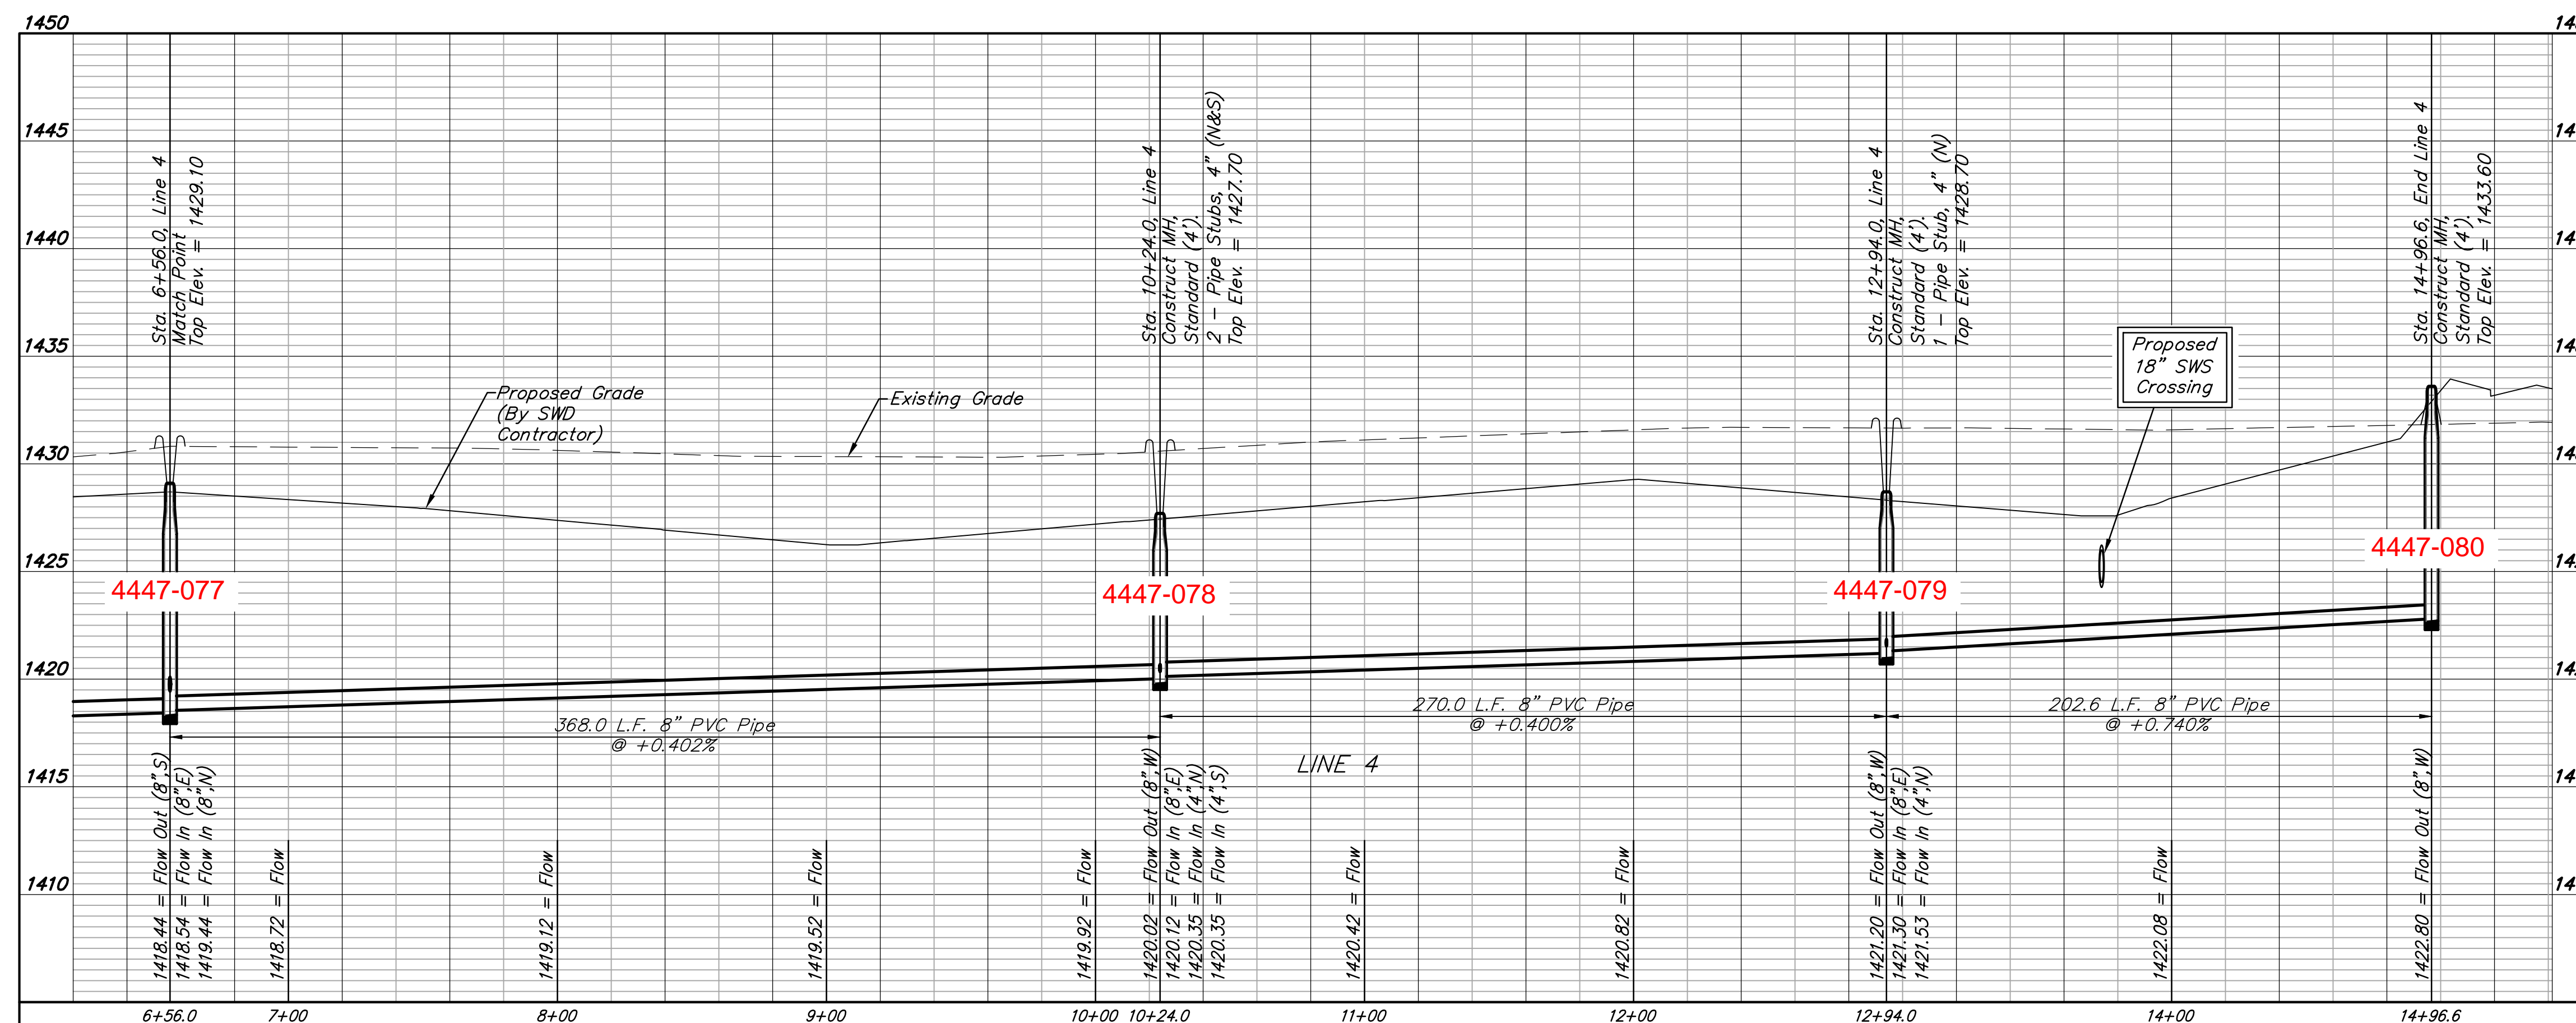 1450
1445
1440
1435
1430
1425
1420
1415
1410
Sta. 6+56.0, Line 4
Match Point
Top Elev. = 1429.10
Sta. 10+24.0, Line 4
Construct MH,
Standard (4').
2 - Pipe Stubs, 4" (N&S)
Top Elev. = 1427.70
Sta. 12+94.0, Line 4
Construct MH,
Standard (4').
1 - Pipe Stub, 4" (N)
Top Elev. = 1428.70
Sta. 14+96.6, End Line 4
Construct MH,
Standard (4').
Top Elev. = 1433.60
Proposed
18" SWS
Crossing
Proposed Grade
(By SWD
Contractor)
Existing Grade
4447-077
4447-078
4447-079
4447-080
368.0 L.F. 8" PVC Pipe
@ +0.402%
270.0 L.F. 8" PVC Pipe
@ +0.400%
202.6 L.F. 8" PVC Pipe
@ +0.740%
LINE 4
1418.44 = Flow Out (8",S)
1418.54 = Flow In (8",E)
1419.44 = Flow In (8",N)
1418.72 = Flow
1419.12 = Flow
1419.52 = Flow
1419.92 = Flow
1420.02 = Flow Out (8",W)
1420.12 = Flow In (8",E)
1420.35 = Flow In (4",N)
1420.35 = Flow In (4",S)
1420.42 = Flow
1420.82 = Flow
1421.20 = Flow Out (8",W)
1421.30 = Flow In (8",E)
1421.53 = Flow In (4",N)
1422.08 = Flow
1422.80 = Flow Out (8",W)
6+56.0
7+00
8+00
9+00
10+00
10+24.0
11+00
12+00
12+94.0
14+00
14+96.6